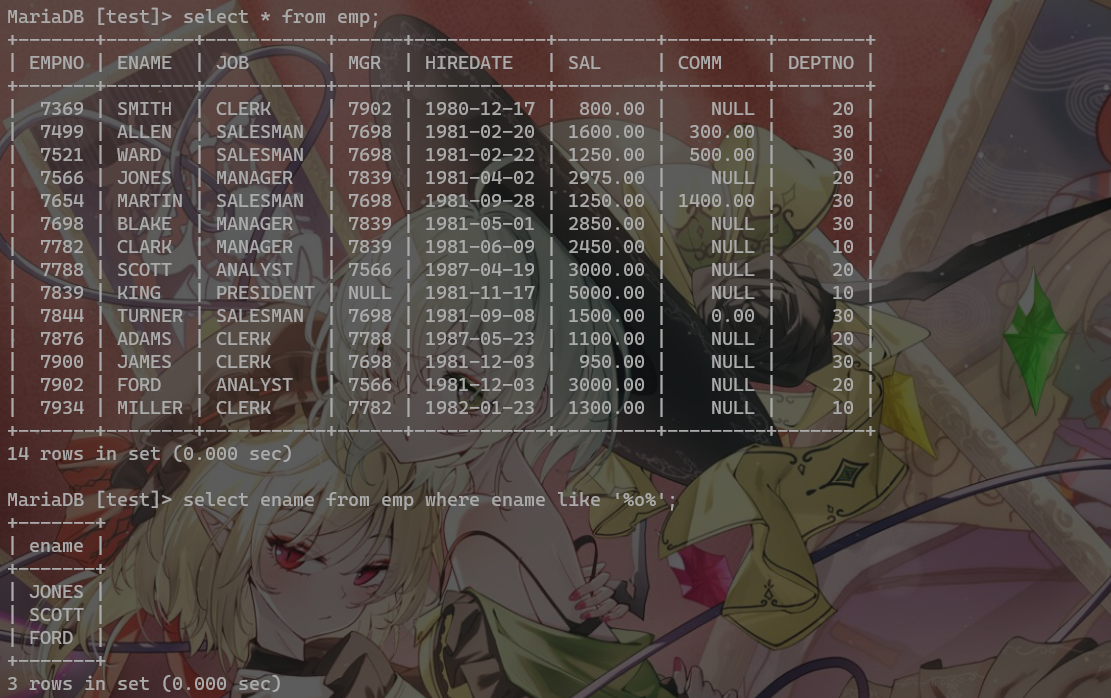 MariaDB [test]> select * from emp;
+-------+--------+-----------+------+------------+---------+---------+--------+
| EMPNO | ENAME  | JOB       | MGR  | HIREDATE   | SAL     | COMM    | DEPTNO |
+-------+--------+-----------+------+------------+---------+---------+--------+
|  7369 | SMITH  | CLERK     | 7902 | 1980-12-17 |  800.00 |    NULL |     20 |
|  7499 | ALLEN  | SALESMAN  | 7698 | 1981-02-20 | 1600.00 |  300.00 |     30 |
|  7521 | WARD   | SALESMAN  | 7698 | 1981-02-22 | 1250.00 |  500.00 |     30 |
|  7566 | JONES  | MANAGER   | 7839 | 1981-04-02 | 2975.00 |    NULL |     20 |
|  7654 | MARTIN | SALESMAN  | 7698 | 1981-09-28 | 1250.00 | 1400.00 |     30 |
|  7698 | BLAKE  | MANAGER   | 7839 | 1981-05-01 | 2850.00 |    NULL |     30 |
|  7782 | CLARK  | MANAGER   | 7839 | 1981-06-09 | 2450.00 |    NULL |     10 |
|  7788 | SCOTT  | ANALYST   | 7566 | 1987-04-19 | 3000.00 |    NULL |     20 |
|  7839 | KING   | PRESIDENT | NULL | 1981-11-17 | 5000.00 |    NULL |     10 |
|  7844 | TURNER | SALESMAN  | 7698 | 1981-09-08 | 1500.00 |    0.00 |     30 |
|  7876 | ADAMS  | CLERK     | 7788 | 1987-05-23 | 1100.00 |    NULL |     20 |
|  7900 | JAMES  | CLERK     | 7698 | 1981-12-03 |  950.00 |    NULL |     30 |
|  7902 | FORD   | ANALYST   | 7566 | 1981-12-03 | 3000.00 |    NULL |     20 |
|  7934 | MILLER | CLERK     | 7782 | 1982-01-23 | 1300.00 |    NULL |     10 |
+-------+--------+-----------+------+------------+---------+---------+--------+
14 rows in set (0.000 sec)
MariaDB [test]> select ename from emp where ename like '%o%';
+-------+
| ename |
+-------+
| JONES |
| SCOTT |
| FORD  |
+-------+
3 rows in set (0.000 sec)